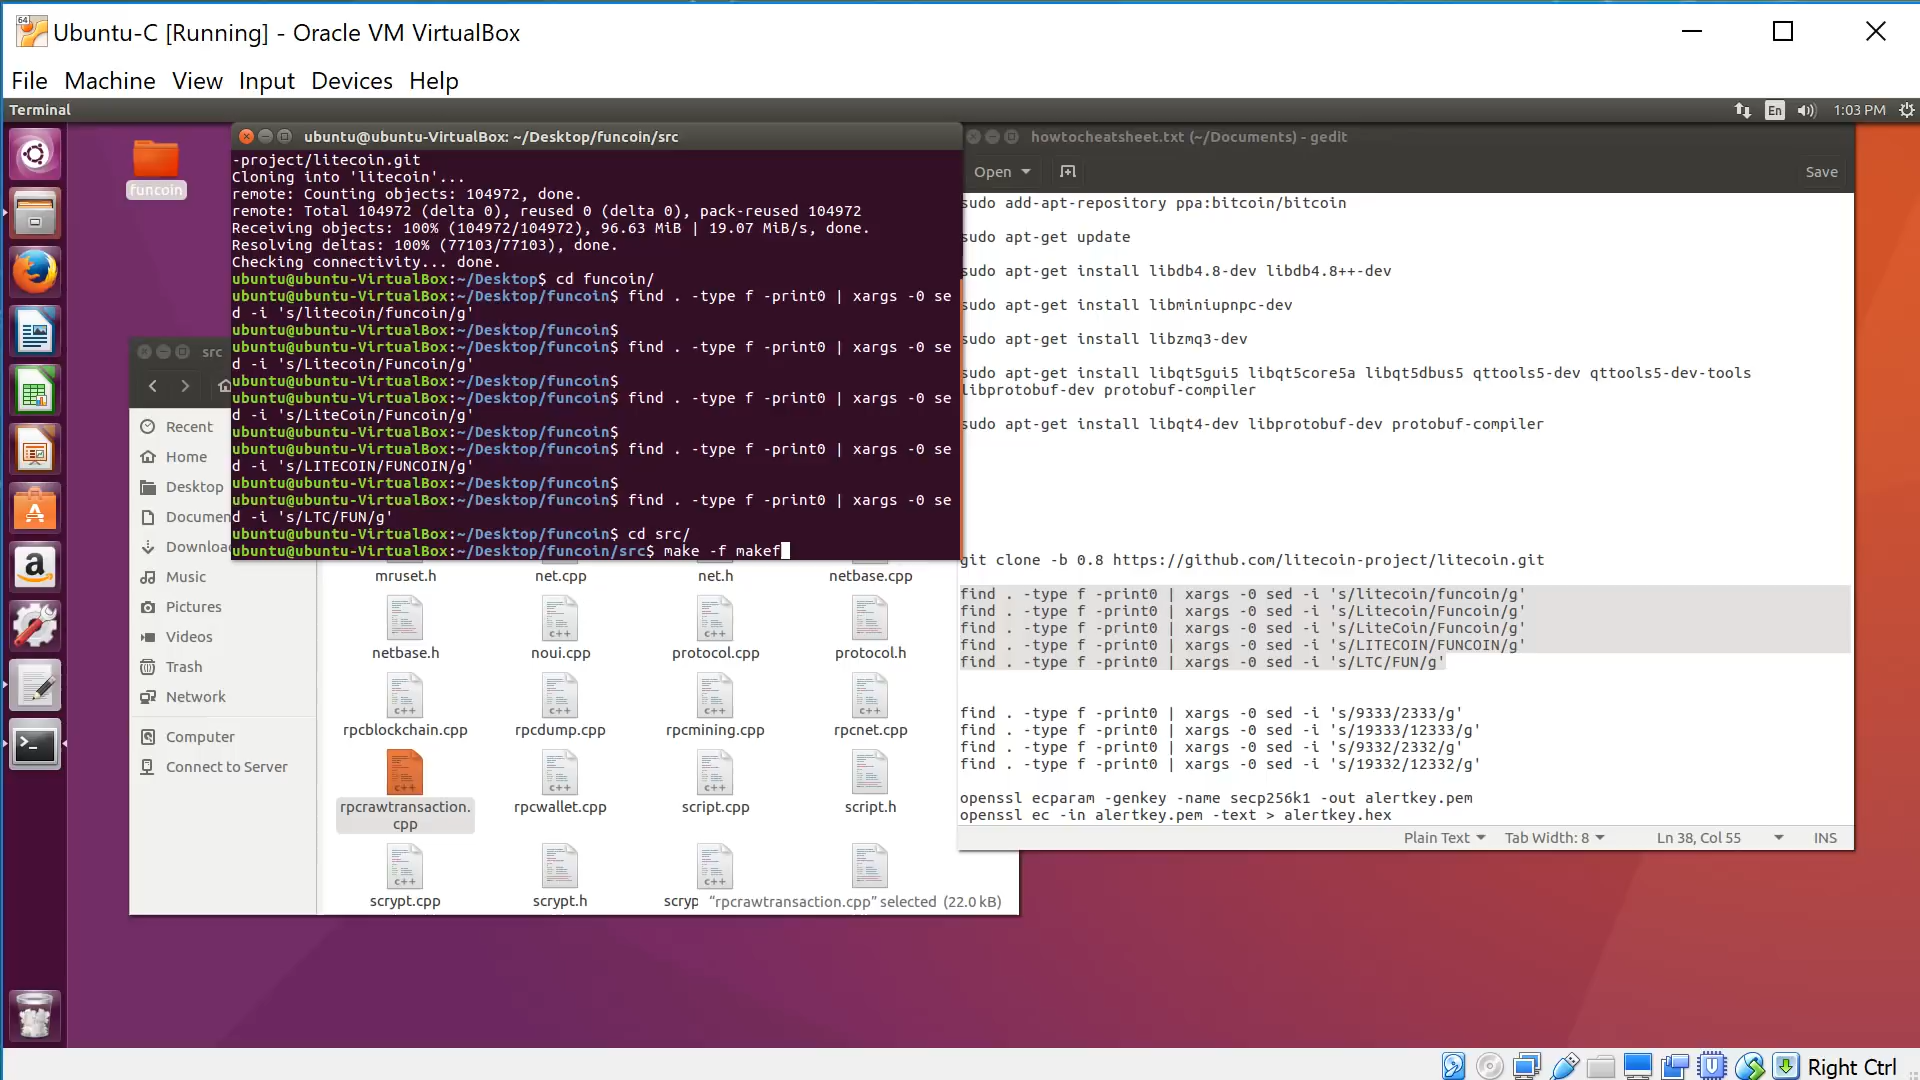 Ubuntu-C [Running] - Oracle VM VirtualBox
File Machine View Input Devices Help
Terminal
En
1:03 PM
funcoin
ubuntu@ubuntu-VirtualBox: ~/Desktop/funcoin/src
-project/litecoin.git
Cloning into 'litecoin'...
remote: Counting objects: 104972, done.
remote: Total 104972 (delta 0), reused 0 (delta 0), pack-reused 104972
Receiving objects: 100% (104972/104972), 96.63 MiB | 19.07 MiB/s, done.
Resolving deltas: 100% (77103/77103), done.
Checking connectivity... done.
ubuntu@ubuntu-VirtualBox:~/Desktop$ cd funcoin/
ubuntu@ubuntu-VirtualBox:~/Desktop/funcoin$ find . -type f -print0 | xargs -0 se
d -i 's/litecoin/funcoin/g'
ubuntu@ubuntu-VirtualBox:~/Desktop/funcoin$
ubuntu@ubuntu-VirtualBox:~/Desktop/funcoin$ find . -type f -print0 | xargs -0 se
d -i 's/Litecoin/Funcoin/g'
ubuntu@ubuntu-VirtualBox:~/Desktop/funcoin$
ubuntu@ubuntu-VirtualBox:~/Desktop/funcoin$ find . -type f -print0 | xargs -0 se
d -i 's/LiteCoin/Funcoin/g'
ubuntu@ubuntu-VirtualBox:~/Desktop/funcoin$
ubuntu@ubuntu-VirtualBox:~/Desktop/funcoin$ find . -type f -print0 | xargs -0 se
d -i 's/LITECOIN/FUNCOIN/g'
ubuntu@ubuntu-VirtualBox:~/Desktop/funcoin$
ubuntu@ubuntu-VirtualBox:~/Desktop/funcoin$ find . -type f -print0 | xargs -0 se
d -i 's/LTC/FUN/g'
ubuntu@ubuntu-VirtualBox:~/Desktop/funcoin$ cd src/
ubuntu@ubuntu-VirtualBox:~/Desktop/funcoin/src$ make -f makef
src
Recent
Home
Desktop
Documen
Downloa
Music
Pictures
Videos
Trash
Network
Computer
Connect to Server
mruset.h net.cpp net.h netbase.cpp
netbase.h noui.cpp protocol.cpp protocol.h
rpcblockchain.cpp rpcdump.cpp rpcmining.cpp rpcnet.cpp
rpcrawtransaction.
cpp
rpcwallet.cpp script.cpp script.h
scrypt.cpp scrypt.h scryp
"rpcrawtransaction.cpp" selected (22.0 kB)
howtocheatsheet.txt (~/Documents) - gedit
Open Save
sudo add-apt-repository ppa:bitcoin/bitcoin
sudo apt-get update
sudo apt-get install libdb4.8-dev libdb4.8++-dev
sudo apt-get install libminiupnpc-dev
sudo apt-get install libzmq3-dev
sudo apt-get install libqt5gui5 libqt5core5a libqt5dbus5 qttools5-dev qttools5-dev-tools
libprotobuf-dev protobuf-compiler
sudo apt-get install libqt4-dev libprotobuf-dev protobuf-compiler
git clone -b 0.8 https://github.com/litecoin-project/litecoin.git
find . -type f -print0 | xargs -0 sed -i 's/litecoin/funcoin/g'
find . -type f -print0 | xargs -0 sed -i 's/Litecoin/Funcoin/g'
find . -type f -print0 | xargs -0 sed -i 's/LiteCoin/Funcoin/g'
find . -type f -print0 | xargs -0 sed -i 's/LITECOIN/FUNCOIN/g'
find . -type f -print0 | xargs -0 sed -i 's/LTC/FUN/g'
find . -type f -print0 | xargs -0 sed -i 's/9333/2333/g'
find . -type f -print0 | xargs -0 sed -i 's/19333/12333/g'
find . -type f -print0 | xargs -0 sed -i 's/9332/2332/g'
find . -type f -print0 | xargs -0 sed -i 's/19332/12332/g'
openssl ecparam -genkey -name secp256k1 -out alertkey.pem
openssl ec -in alertkey.pem -text > alertkey.hex
Plain Text Tab Width: 8 Ln 38, Col 55 INS
Right Ctrl